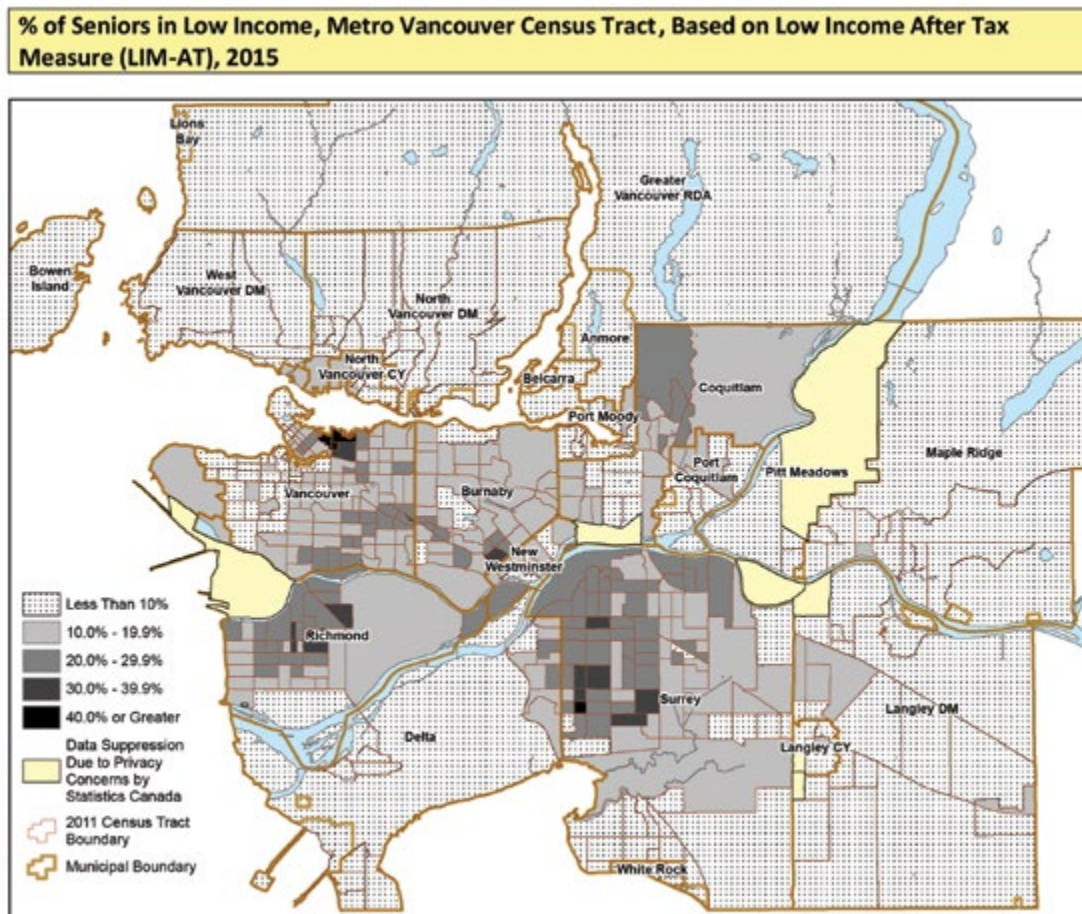 % of Seniors in Low Income, Metro Vancouver Census Tract, Based on Low Income After Tax
Measure (LIM-AT), 2015
Lions
Bay
Greater
Vancouver RDA
Bowen
Island
West
Vancouver DM
North
Vancouver DM
Anmore
North
Vancouver CY
Belcarra
Coquitlam
Port Moody
Maple Ridge
Port
Coquitlam
Pitt Meadows
Vancouver
Burnaby
New
Westminster
Richmond
Surrey
Langley DM
Delta
Langley CY
White Rock
Less Than 10%
10.0% - 19.9%
20.0% - 29.9%
30.0% - 39.9%
40.0% or Greater
Data Suppression
Due to Privacy
Concerns by
Statistics Canada
2011 Census Tract
Boundary
Municipal Boundary